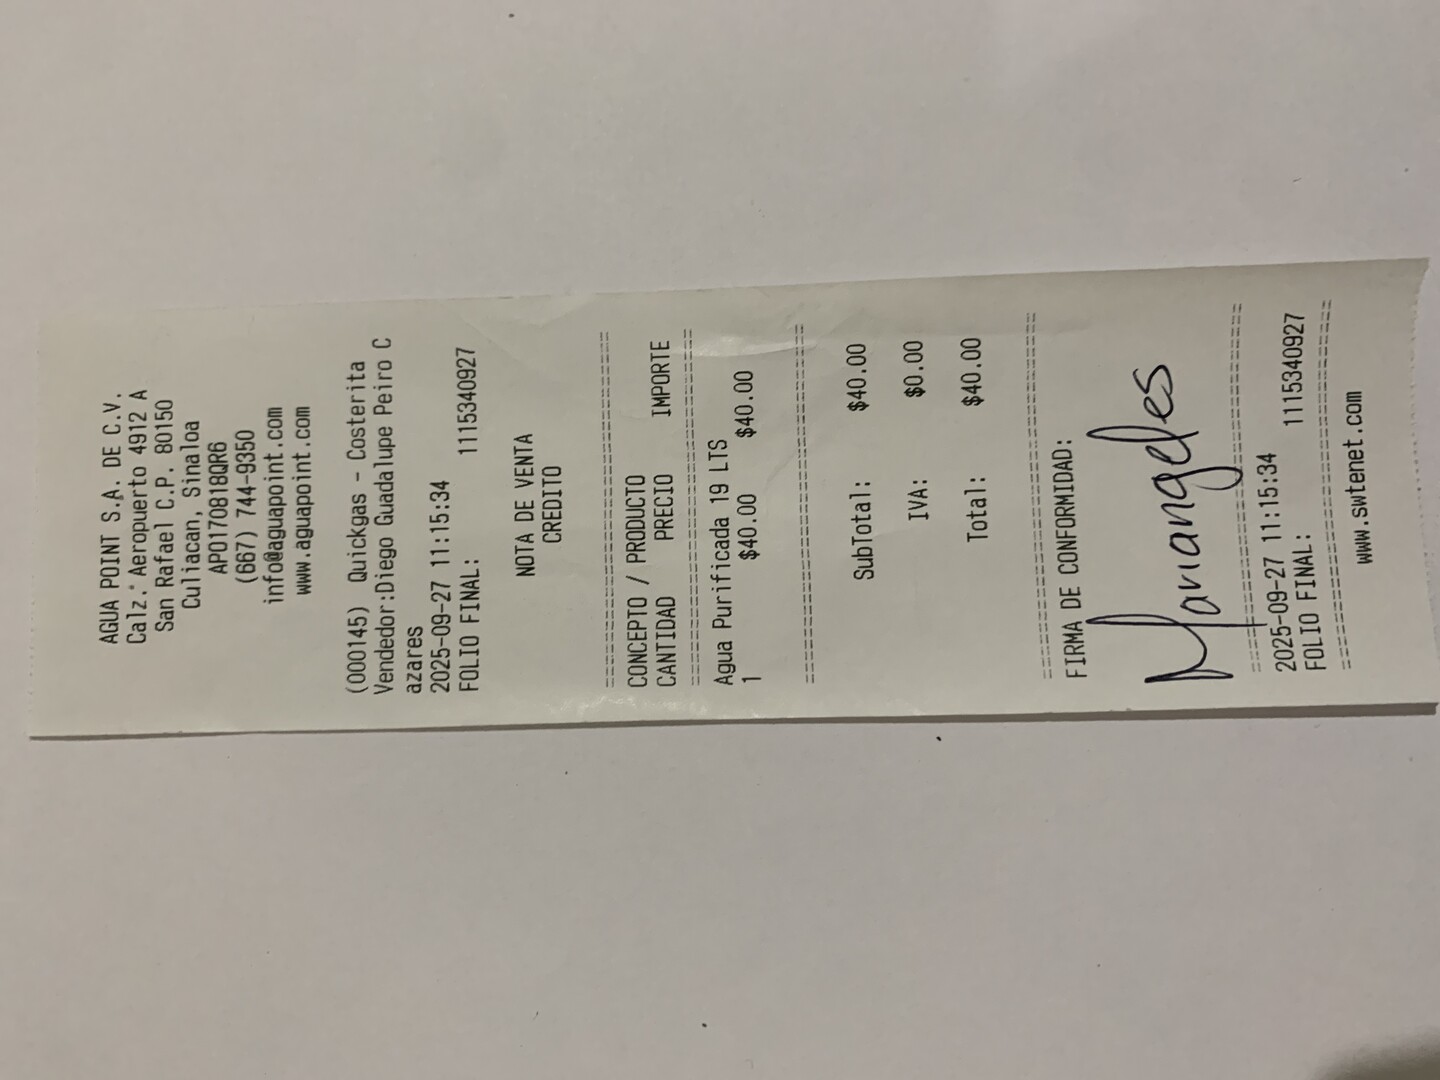 AGUA POINT S.A. DE C.V.
Calz. Aeropuerto 4912 A
San Rafael C.P. 80150
Culiacan, Sinaloa
APO170818QR6
(667) 744-9350
info@aguapoint.com
www.aguapoint.com
(000145) Quickgas - Costerita
Vendedor:Diego Guadalupe Peiro C
azares
2025-09-27 11:15:34
FOLIO FINAL: 1115340927
NOTA DE VENTA
CREDITO
CONCEPTO / PRODUCTO
CANTIDAD PRECIO IMPORTE
Agua Purificada 19 LTS
1 $40.00 $40.00
SubTotal: $40.00
IVA: $0.00
Total: $40.00
FIRMA DE CONFORMIDAD:
Mariangeles
2025-09-27 11:15:34
FOLIO FINAL: 1115340927
www.swtenet.com